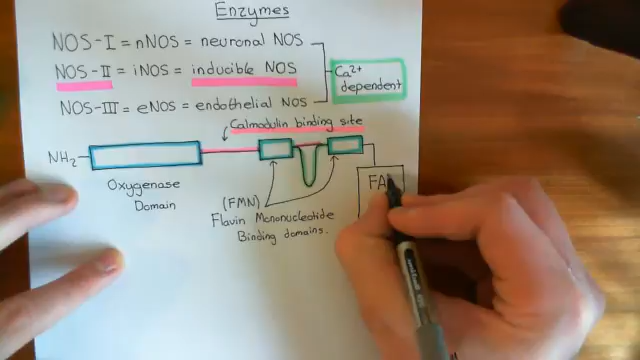 Enzymes
NOS-I = nNOS = neuronal NOS
NOS-II = iNOS = inducible NOS
NOS-III = eNOS = endothelial NOS
Ca2+
dependent
Calmodulin binding site
NH2
Oxygenase
Domain
(FMN)
Flavin Mononucleotide
Binding domains.
FA